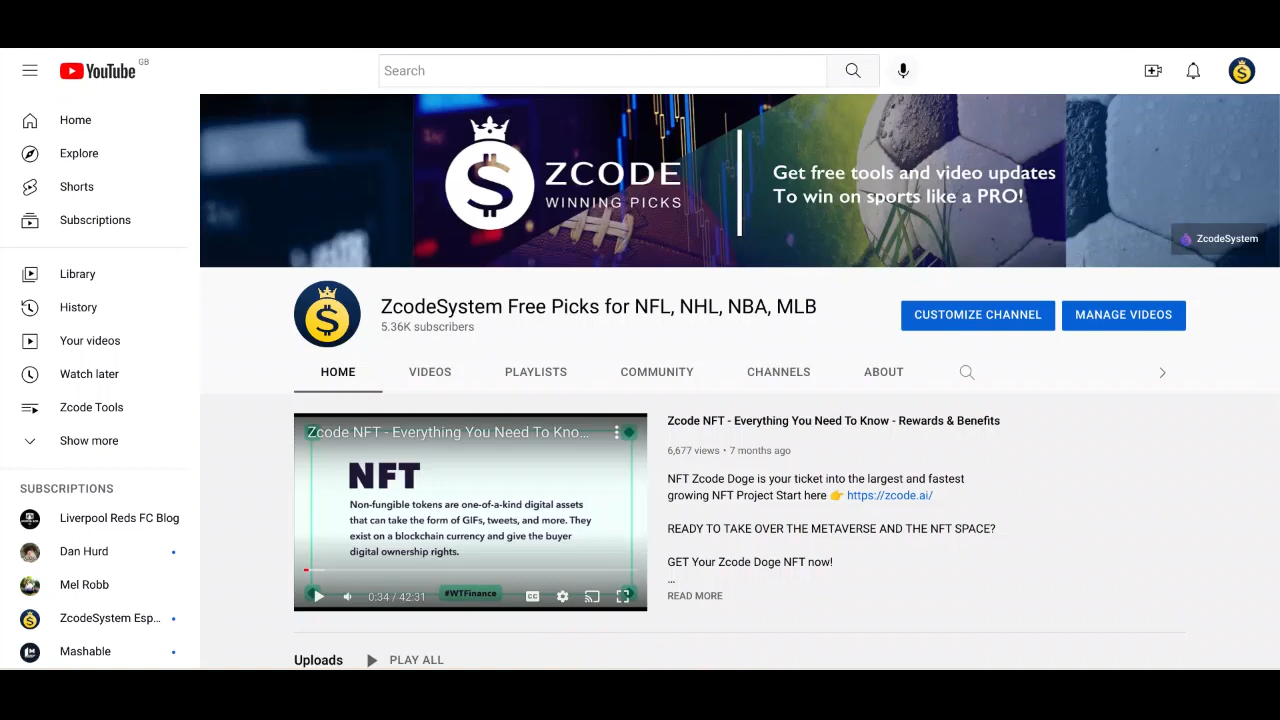 YouTube GB
Search
Home
Explore
Shorts
Subscriptions
Library
History
Your videos
Watch later
Zcode Tools
Show more
SUBSCRIPTIONS
Liverpool Reds FC Blog
Dan Hurd
Mel Robb
ZcodeSystem Esp...
Mashable
ZCODE
WINNING PICKS
Get free tools and video updates
To win on sports like a PRO!
ZcodeSystem
ZcodeSystem Free Picks for NFL, NHL, NBA, MLB
5.36K subscribers
CUSTOMIZE CHANNEL
MANAGE VIDEOS
HOME VIDEOS PLAYLISTS COMMUNITY CHANNELS ABOUT
Zcode NFT - Everything You Need To Kno...
NFT
Non-fungible tokens are one-of-a-kind digital assets
that can take the form of GIFs, tweets, and more. They
exist on a blockchain currency and give the buyer
digital ownership rights.
#WTFinance
0:34 / 42:31
CC
Zcode NFT - Everything You Need To Know - Rewards & Benefits
6,677 views • 7 months ago
NFT Zcode Doge is your ticket into the largest and fastest
growing NFT Project Start here 👉 https://zcode.ai/
READY TO TAKE OVER THE METAVERSE AND THE NFT SPACE?
GET Your Zcode Doge NFT now!
...
READ MORE
Uploads PLAY ALL